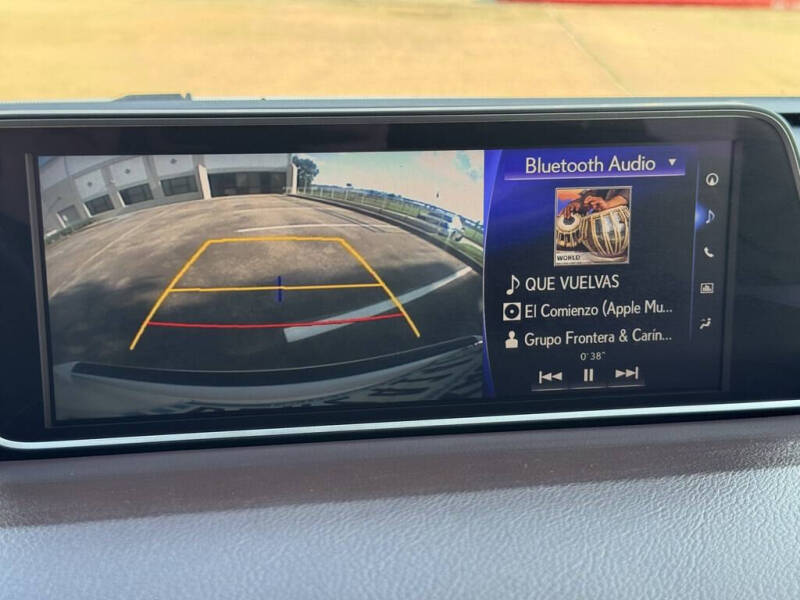 Bluetooth Audio
WORLD
QUE VUELVAS
El Comienzo (Apple Mu...
Grupo Frontera & Carín...
0'38"